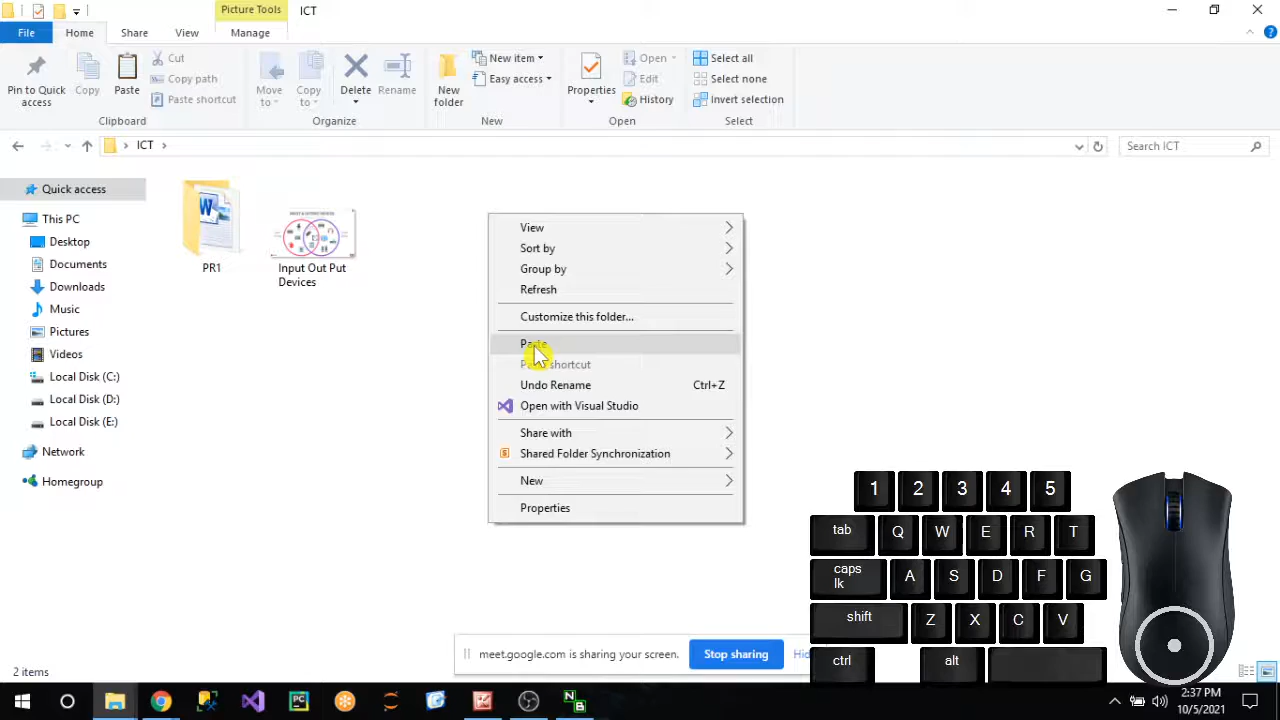 Picture Tools
ICT
File
Home
Share
View
Manage
Pin to Quick access
Copy
Paste
Cut
Copy path
Paste shortcut
Clipboard
Move to
Copy to
Delete
Rename
Organize
New folder
New item
Easy access
New
Properties
Open
Edit
History
Open
Select all
Select none
Invert selection
Select
ICT
Search ICT
Quick access
This PC
Desktop
Documents
Downloads
Music
Pictures
Videos
Local Disk (C:)
Local Disk (D:)
Local Disk (E:)
Network
Homegroup
PR1
Input Out Put
Devices
View
Sort by
Group by
Refresh
Customize this folder...
Paste
shortcut
Undo Rename Ctrl+Z
Open with Visual Studio
Share with
Shared Folder Synchronization
New
Properties
1 2 3 4 5
tab Q W E R T
caps lk A S D F G
shift Z X C V
ctrl alt
meet.google.com is sharing your screen.
Stop sharing
2 items
2:37 PM
10/5/2021